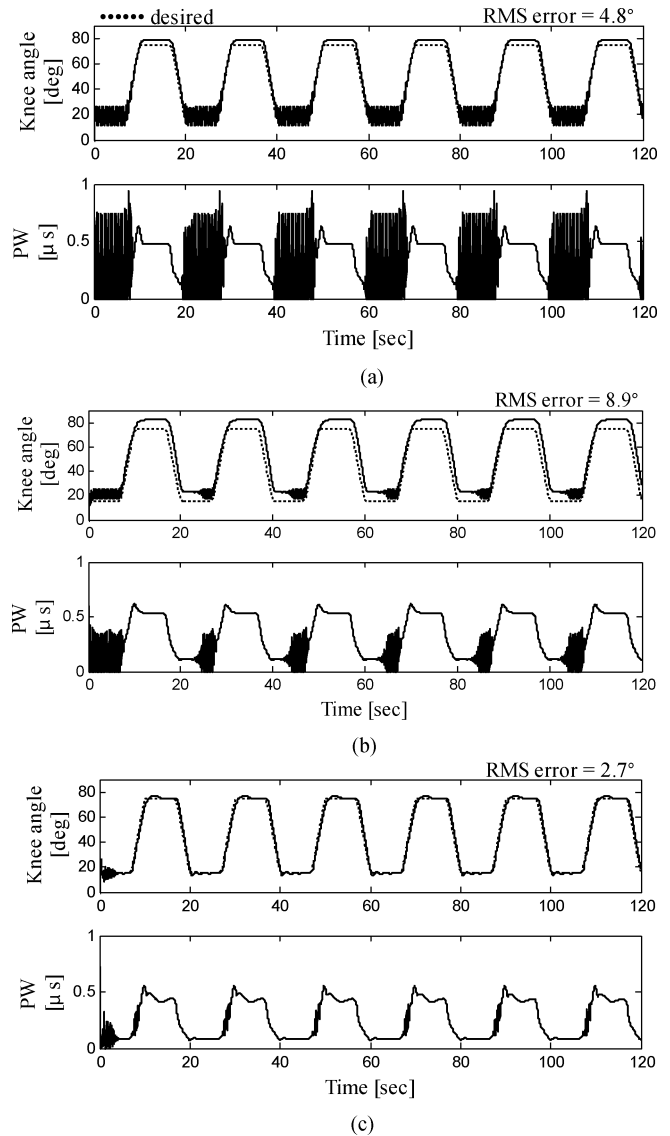 desired
RMS error = 4.8°
Knee angle
[deg]
80
60
40
20
0
0 20 40 60 80 100 120
PW
[μ s]
1
0.5
0
0 20 40 60 80 100 120
Time [sec]
(a)
RMS error = 8.9°
Knee angle
[deg]
80
60
40
20
0
0 20 40 60 80 100 120
PW
[μ s]
1
0.5
0
0 20 40 60 80 100 120
Time [sec]
(b)
RMS error = 2.7°
Knee angle
[deg]
80
60
40
20
0
0 20 40 60 80 100 120
PW
[μ s]
1
0.5
0
0 20 40 60 80 100 120
Time [sec]
(c)